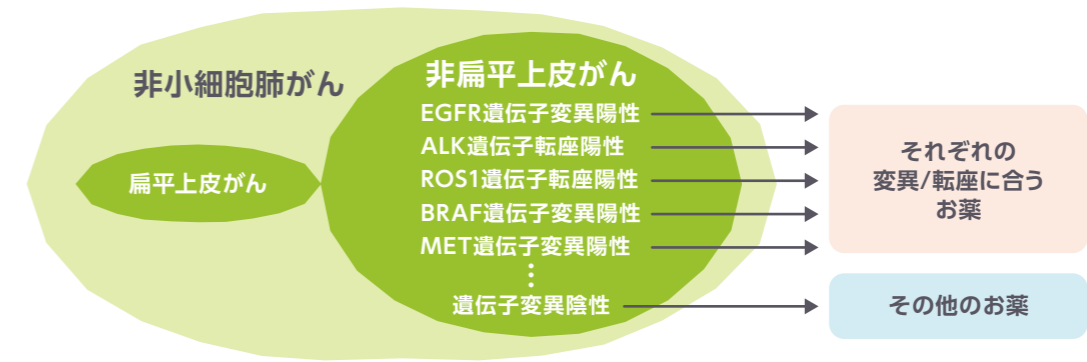 非小細胞肺がん
扁平上皮がん
非扁平上皮がん
EGFR遺伝子変異陽性
ALK遺伝子転座陽性
ROS1遺伝子転座陽性
BRAF遺伝子変異陽性
MET遺伝子変異陽性
⋮
遺伝子変異陰性
それぞれの
変異/転座に合う
お薬
その他のお薬